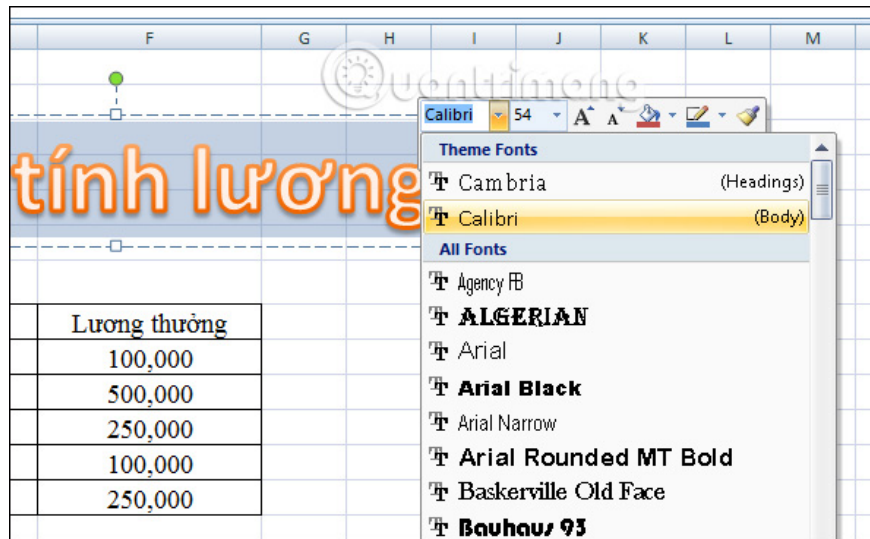 F G H I J K L M
Quantrimang
Calibri 54 A A
tính lương
Theme Fonts
Cambria (Headings)
Calibri (Body)
All Fonts
Agency FB
ALGERIAN
Arial
Arial Black
Arial Narrow
Arial Rounded MT Bold
Baskerville Old Face
Bauhaus 93
Lương thưởng
100,000
500,000
250,000
100,000
250,000